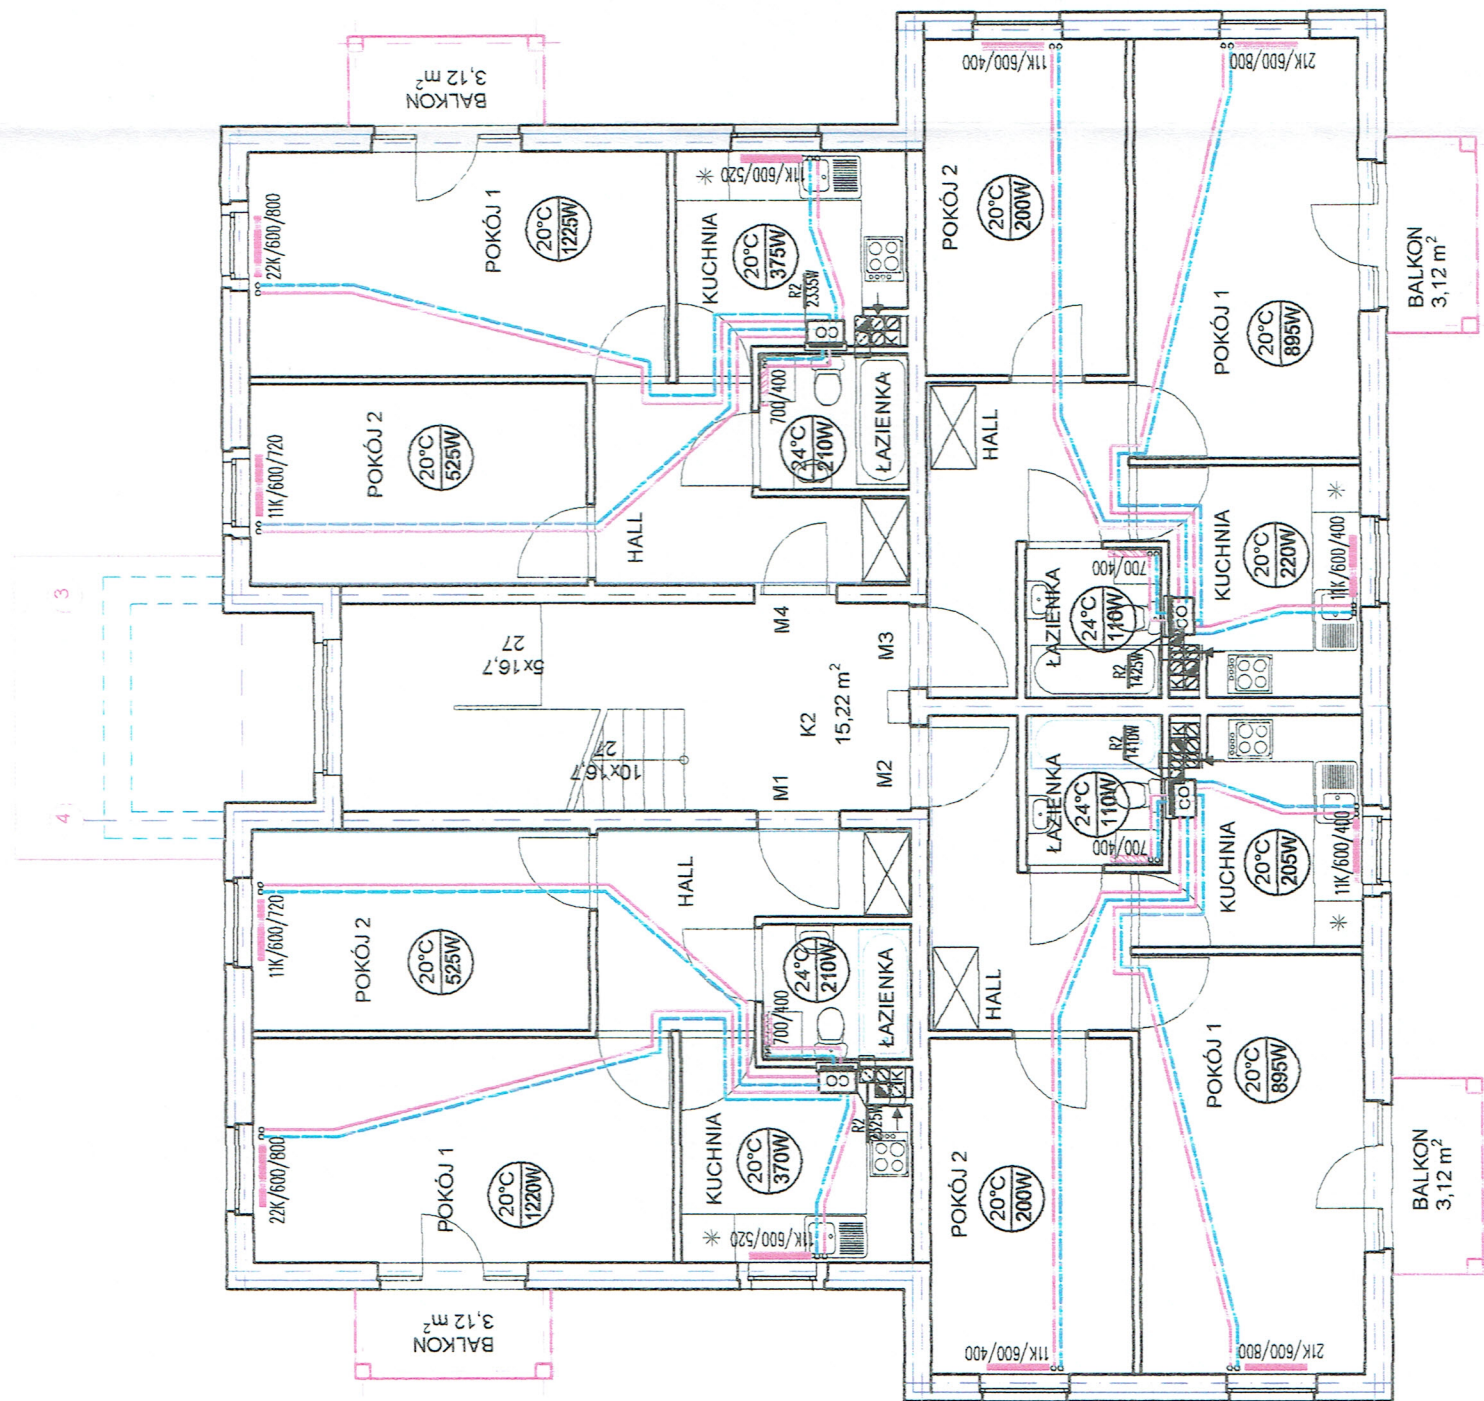 BALKON
3,12 m²
22K/600/800
POKÓJ 1
20°C
1225W
11K/600/520
*
KUCHNIA
20°C
375W
R2
2335W
K
11K/600/720
POKÓJ 2
20°C
525W
700/400
24°C
210W
ŁAZIENKA
HALL
11K/600/400
POKÓJ 2
20°C
200W
21K/600/800
POKÓJ 1
20°C
895W
BALKON
3,12 m²
HALL
ŁAZIENKA
24°C
110W
700/400
CO
R2
1425W
K
KUCHNIA
20°C
220W
*
11K/600/400
3
4
5x16,7
27
10x16,7
27
K2
15,22 m²
M4
M3
M1
M2
11K/600/720
POKÓJ 2
20°C
525W
HALL
700/400
24°C
210W
ŁAZIENKA
22K/600/800
POKÓJ 1
20°C
1220W
KUCHNIA
20°C
370W
R2
2325W
K
*
11K/600/520
BALKON
3,12 m²
ŁAZIENKA
24°C
110W
700/400
R2
1410W
K
CO
KUCHNIA
20°C
205W
*
11K/600/400
HALL
POKÓJ 2
20°C
200W
11K/600/400
POKÓJ 1
20°C
895W
21K/600/800
BALKON
3,12 m²